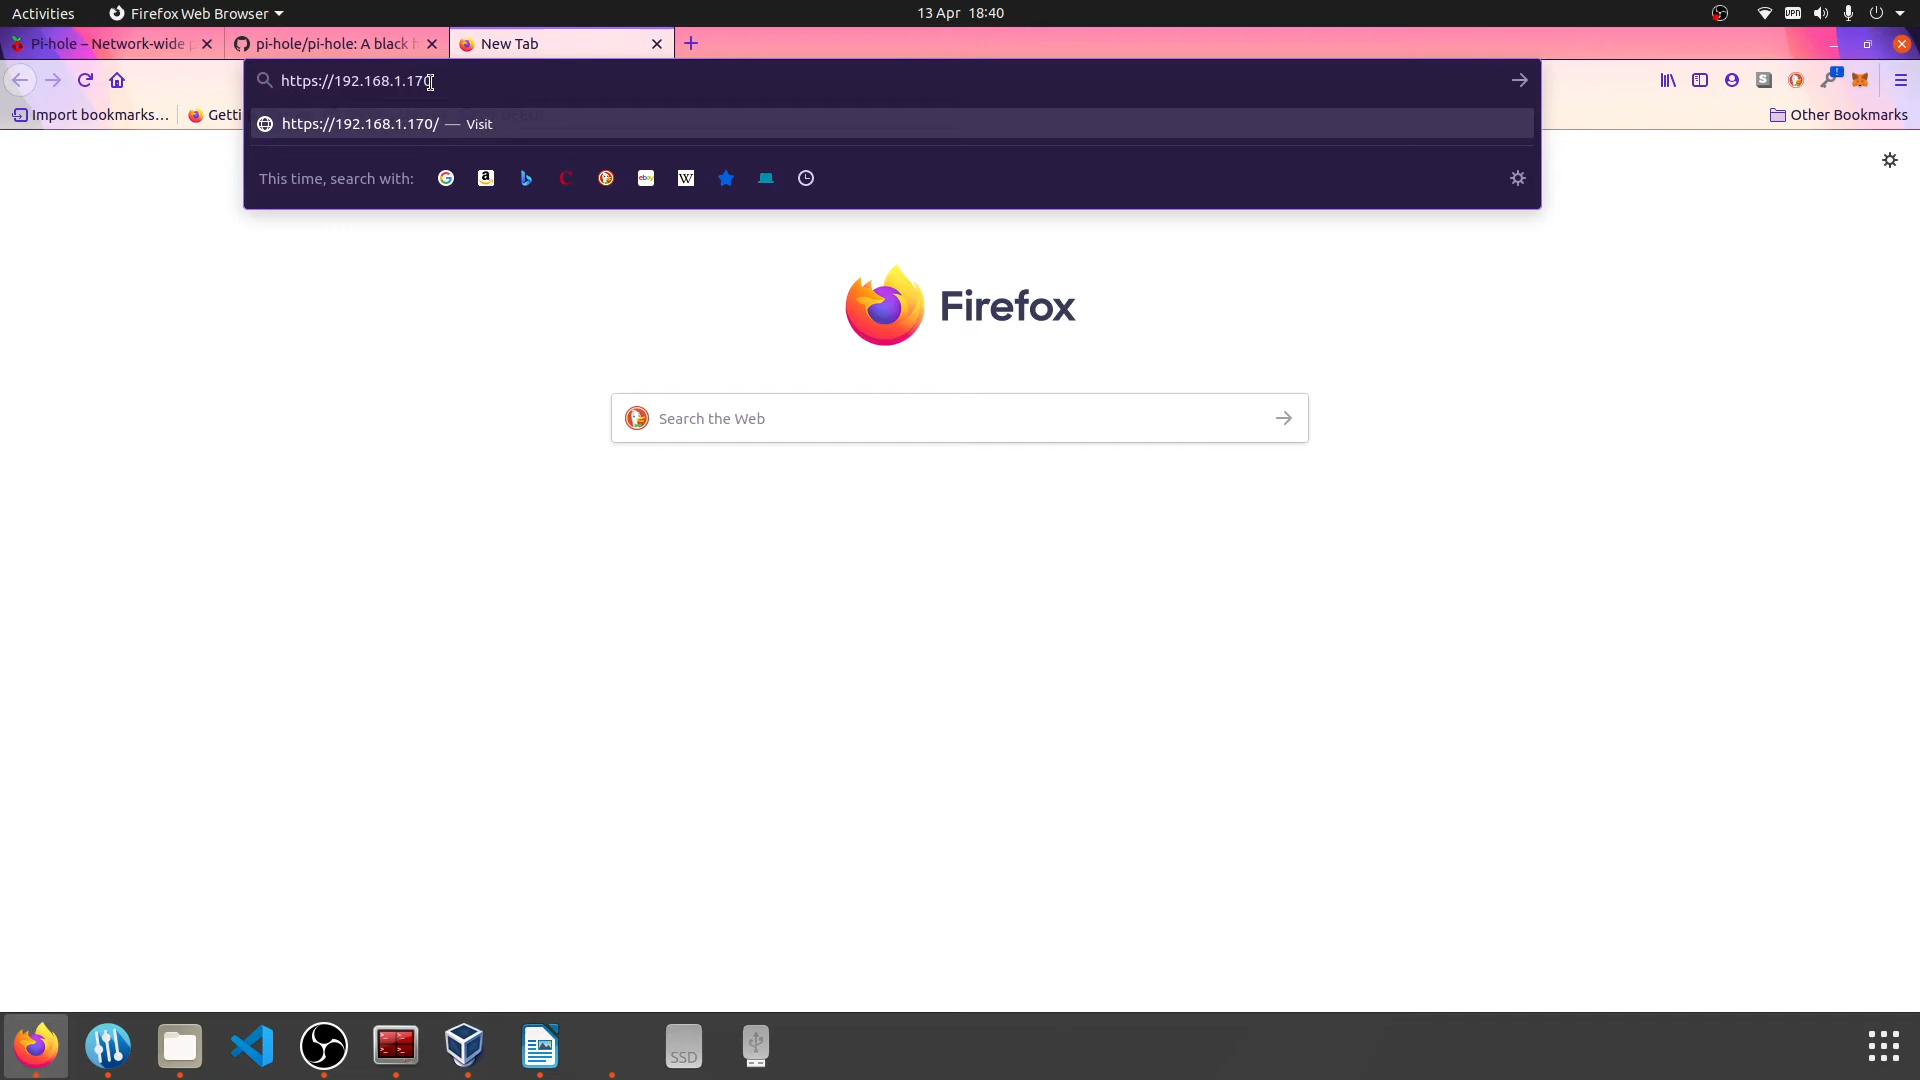 Activities Firefox Web Browser 13 Apr 18:40 VPN
Pi-hole – Network-wide pi-hole/pi-hole: A black New Tab
https://192.168.1.170
Import bookmarks... Getti Other Bookmarks
https://192.168.1.170/ — Visit
This time, search with:
Firefox
Search the Web
SSD